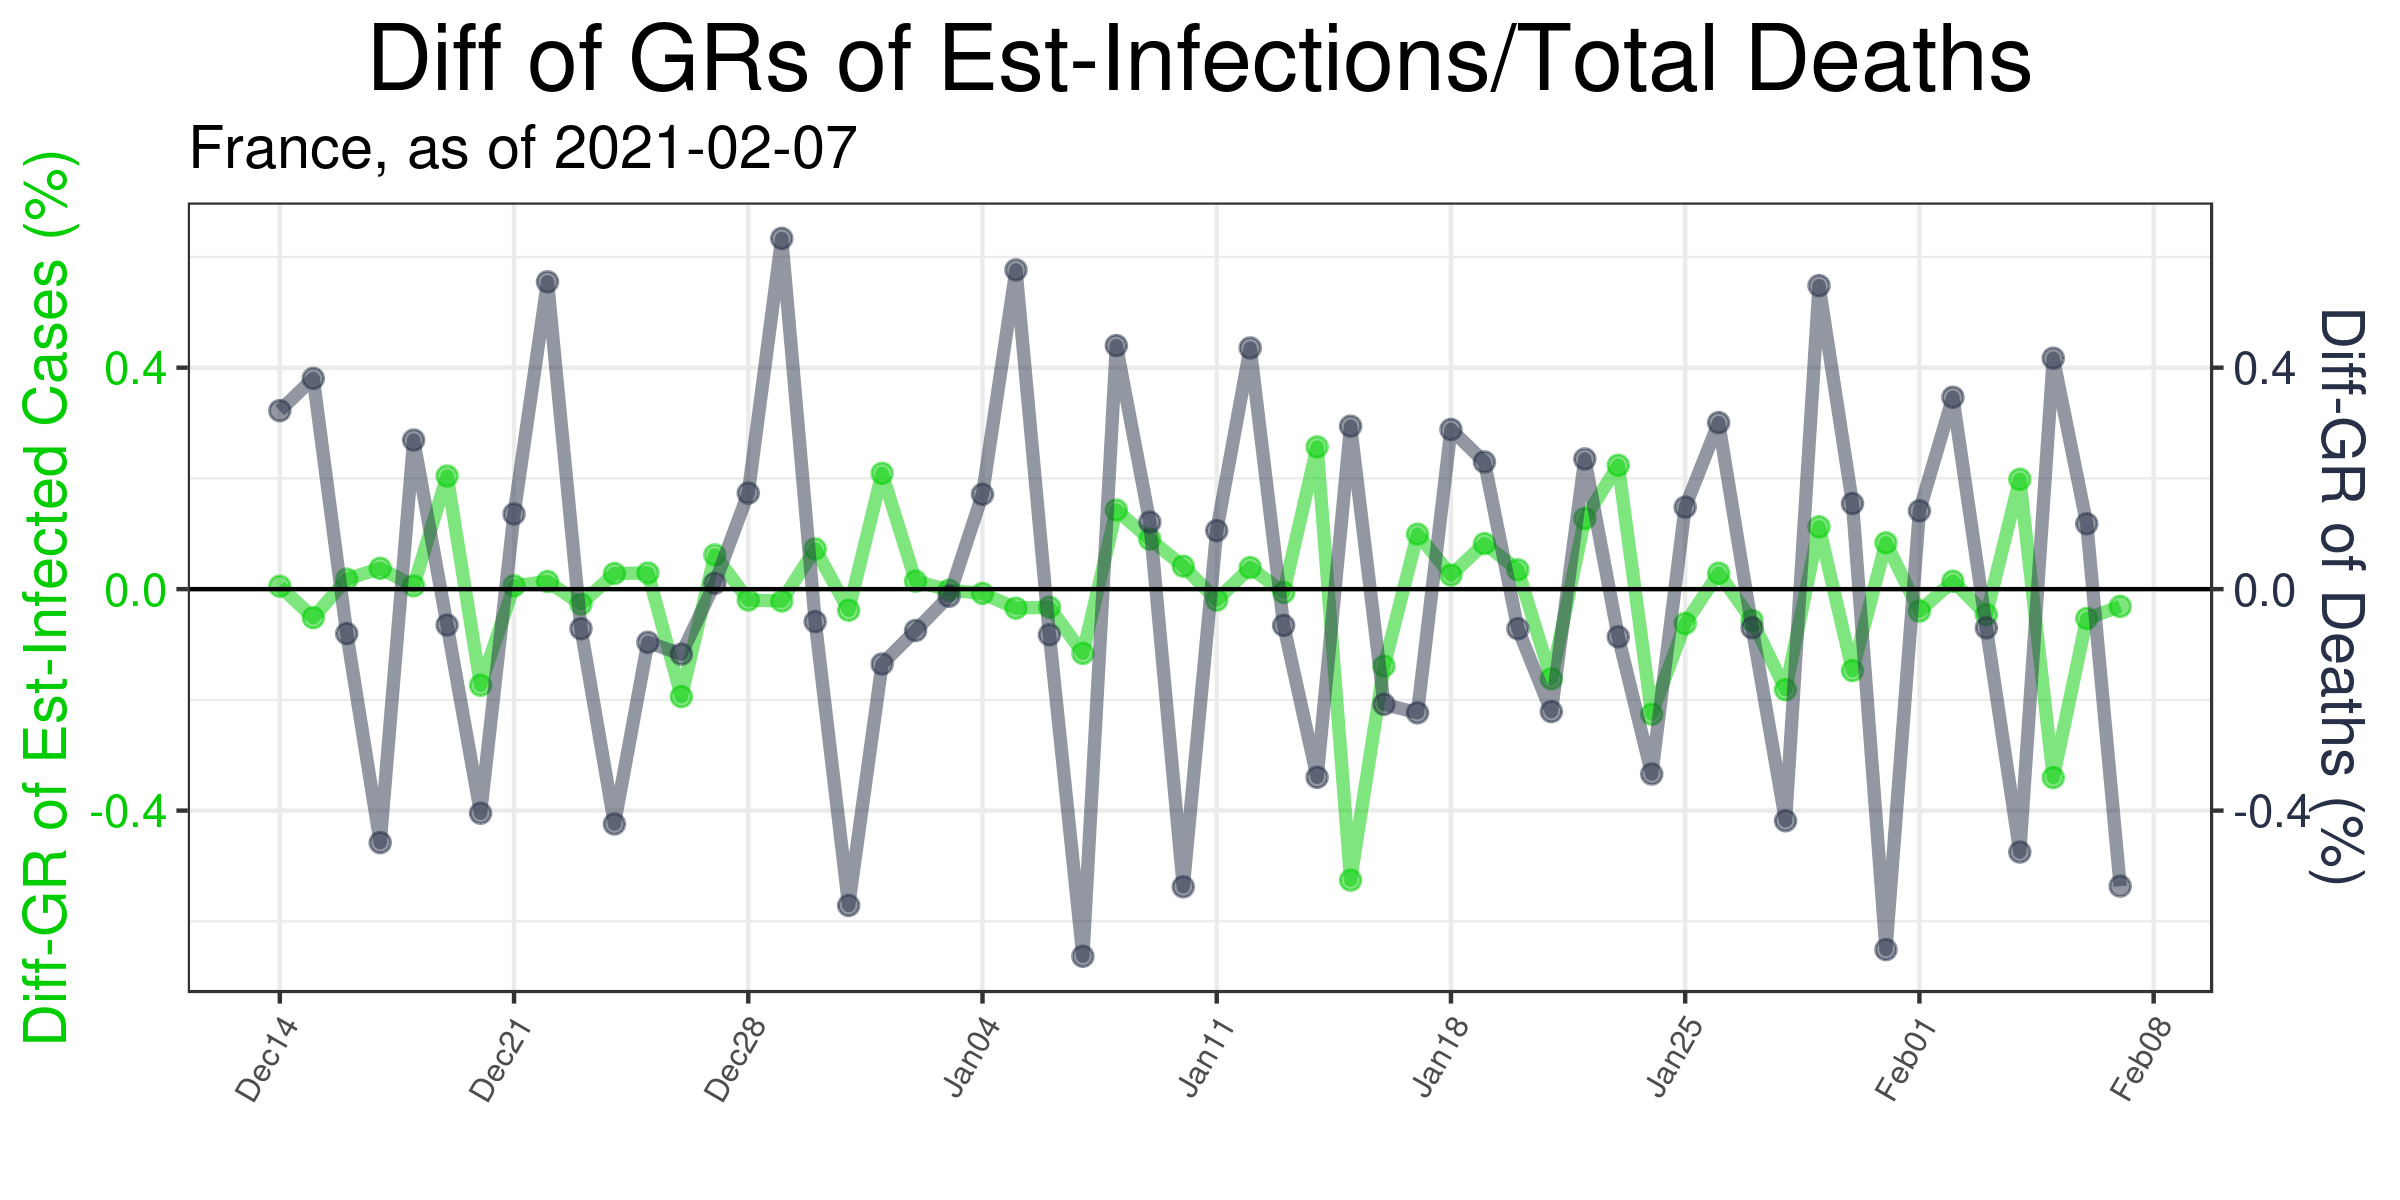 Diff of GRs of Est-Infections/Total Deaths
France, as of 2021-02-07
Diff-GR of Est-Infected Cases (%)
0.4
0.0
-0.4
0.4
0.0
-0.4
Diff-GR of Deaths (%)
Dec14
Dec21
Dec28
Jan04
Jan11
Jan18
Jan25
Feb01
Feb08